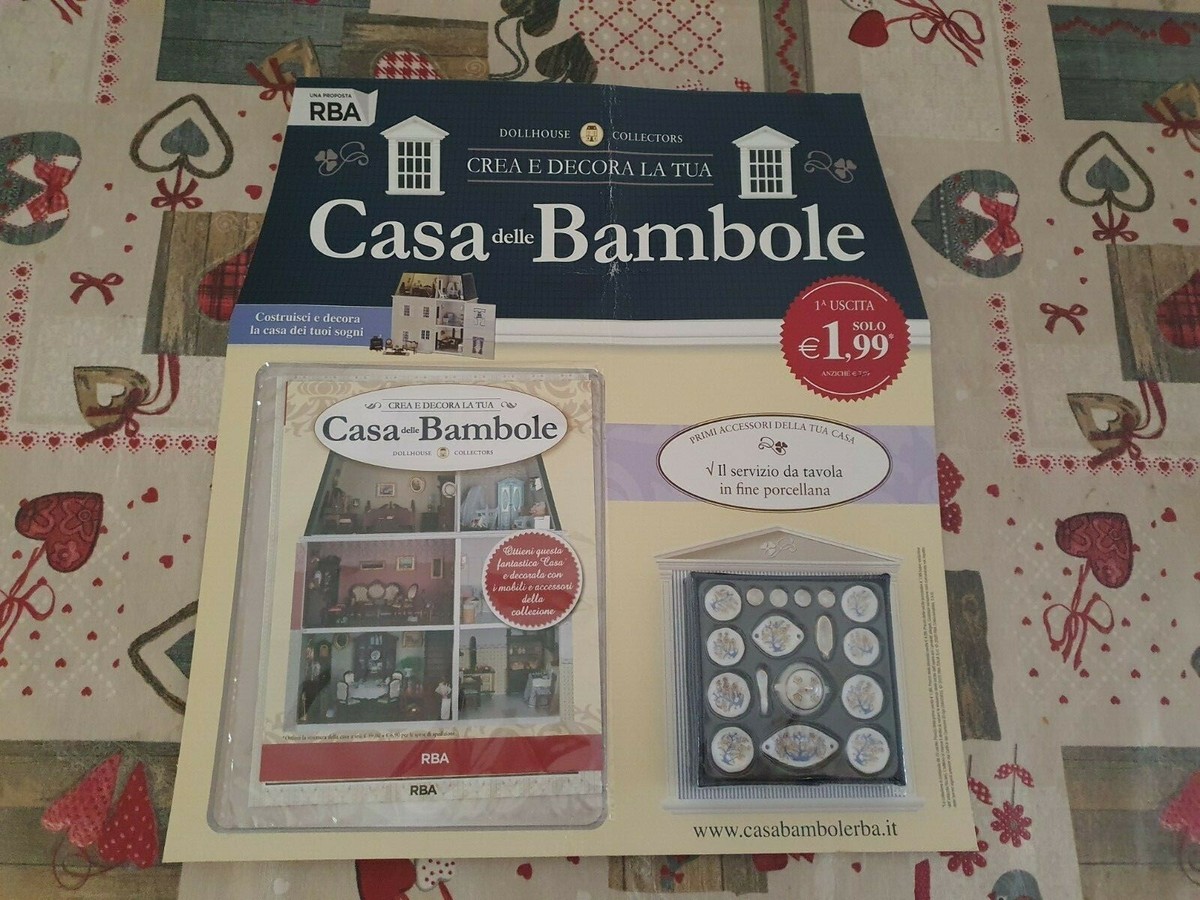 UNA PROPOSTA
RBA
DOLLHOUSE COLLECTORS
CREA E DECORA LA TUA
Casa delle Bambole
Costruisci e decora
la casa dei tuoi sogni
1A USCITA
SOLO
€1,99*
ANZICHÉ €
CREA E DECORA LA TUA
Casa delle Bambole
DOLLHOUSE COLLECTORS
Ottieni questa
fantastica Casa
e decorala con
i mobili e accessori
della
collezione
RBA
RBA
PRIMI ACCESSORI DELLA TUA CASA
√ Il servizio da tavola
in fine porcellana
www.casabambolerba.it